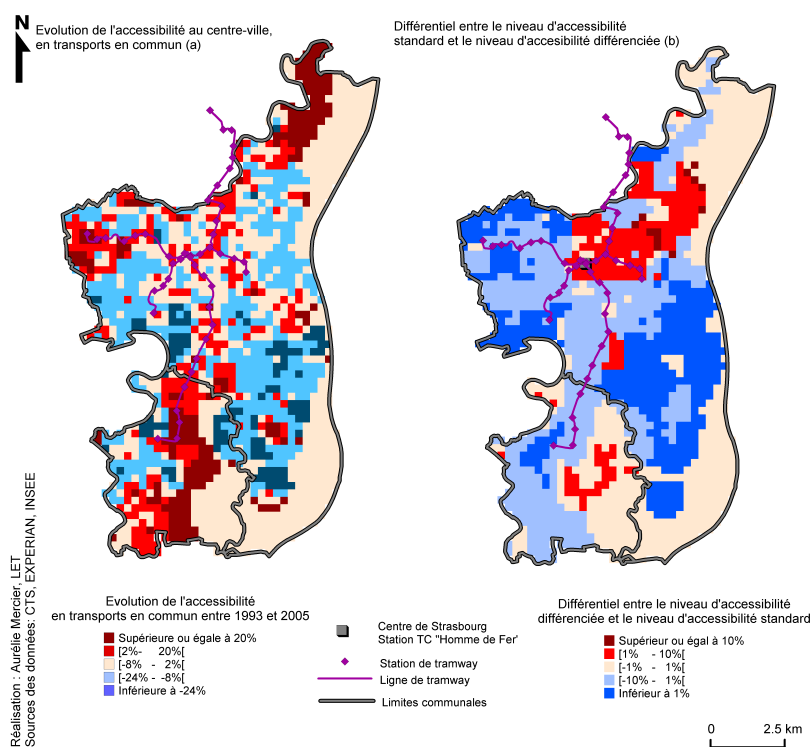 N
Evolution de l'accessibilité au centre-ville,
en transports en commun (a)
Différentiel entre le niveau d'accessibilité
standard et le niveau d'accesibilité différenciée (b)
Réalisation : Aurélie Mercier, LET
Sources des données: CTS, EXPERIAN, INSEE
Evolution de l'accessibilité
en transports en commun entre 1993 et 2005
Supérieure ou égale à 20%
[2%- 20%[
[-8% - 2%[
[-24% - -8%[
Inférieure à -24%
Centre de Strasbourg
Station TC "Homme de Fer'
Station de tramway
Ligne de tramway
Limites communales
Différentiel entre le niveau d'accessibilité
différenciée et le niveau d'accessibilité standard
Supérieur ou égal à 10%
[1% - 10%[
[-1% - 1%[
[-10% - 1%[
Inférieur à 1%
0 2.5 km